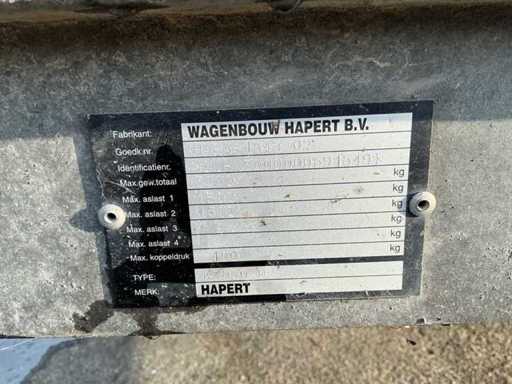 Fabrikant: WAGENBOUW HAPERT B.V.
Goedk.nr.
Identificatienr.
Max.gew.totaal kg
Max. aslast 1 kg
Max. aslast 2 kg
Max. aslast 3 kg
Max. aslast 4 kg
Max. koppeldruk
TYPE:
MERK: HAPERT